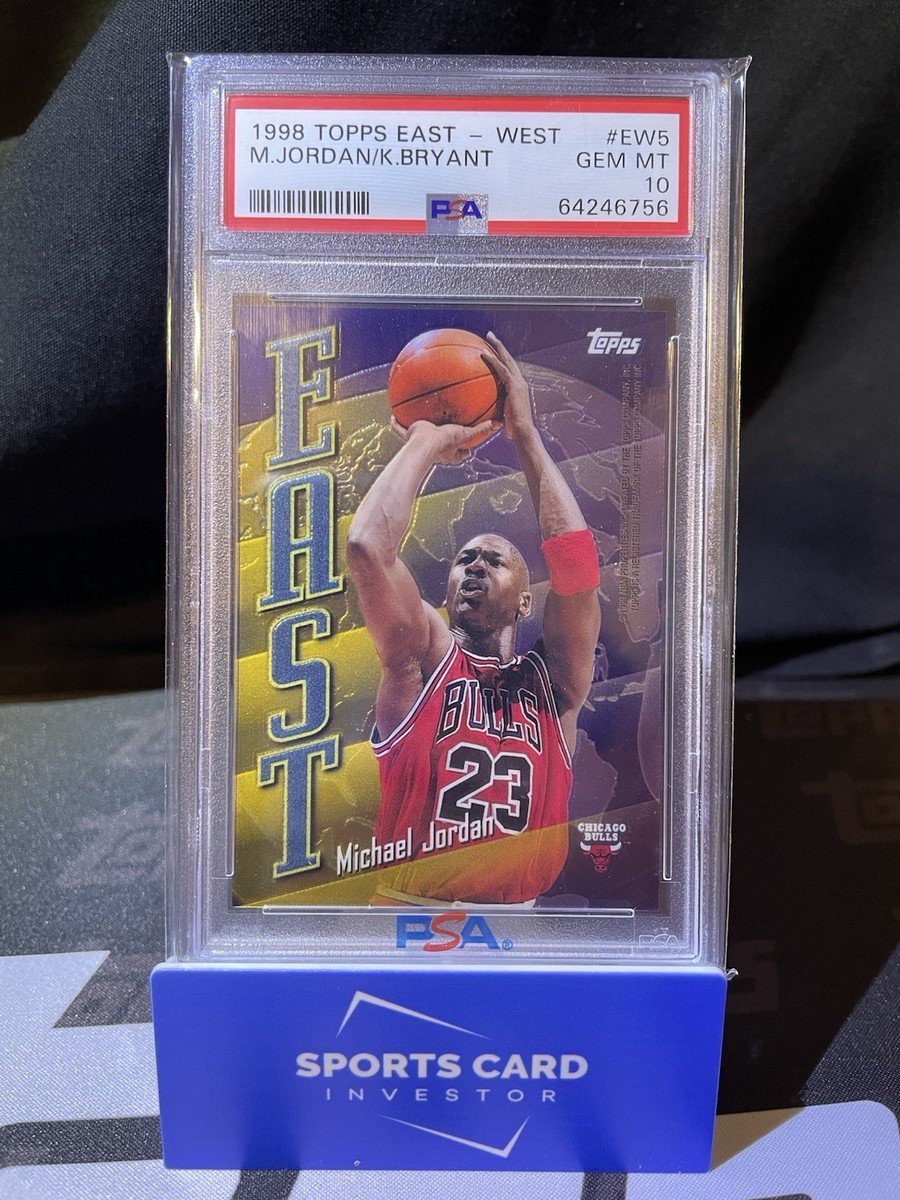 1998 TOPPS EAST - WEST #EW5
M.JORDAN/K.BRYANT GEM MT
10
PSA 64246756
EAST
Topps
BULLS
23
Michael Jordan
CHICAGO
BULLS
PSA®
PSA
SPORTS CARD
INVESTOR